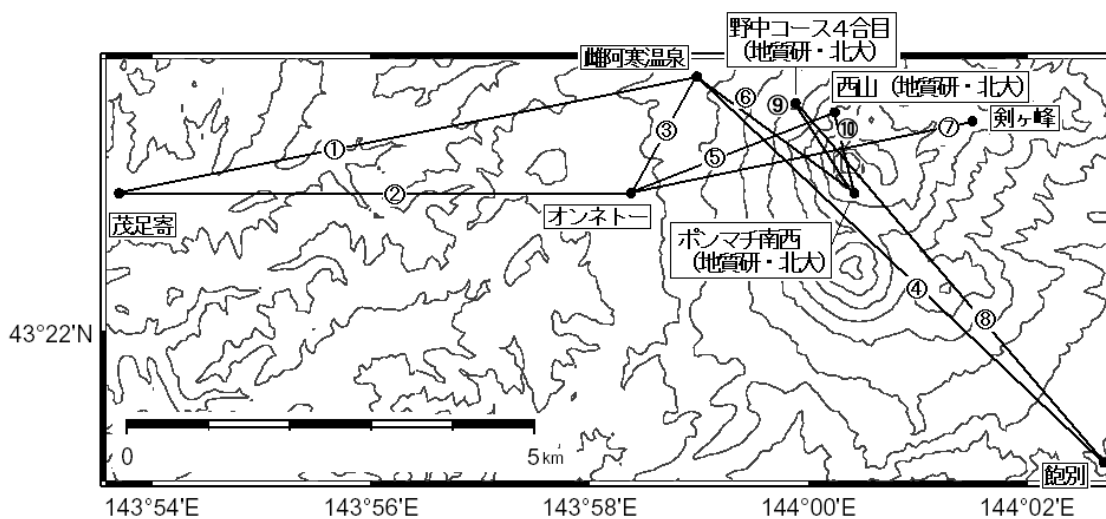 野中コース4合目
(地質研・北大)
雌阿寒温泉
西山(地質研・北大)
剣ヶ峰
①
②
③
④
⑤
⑥
⑦
⑧
⑨
⑩
茂足寄
オンネトー
ポンマチ南西
(地質研・北大)
43°22'N
0
5km
飽別
143°54'E
143°56'E
143°58'E
144°00'E
144°02'E